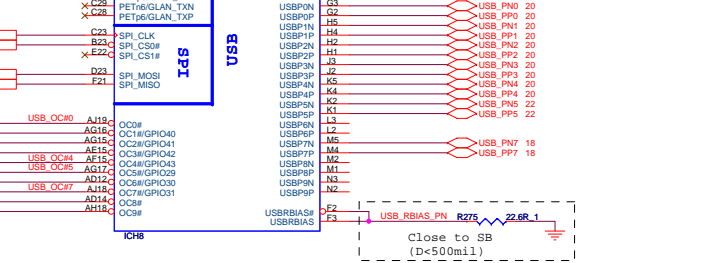 C29 PETn6/GLAN_TXN USBP0N G3 USB_PN0 20
C28 PETp6/GLAN_TXP USBP0P G2 USB_PP0 20
USBP1N H5 USB_PN1 20
C23 SPI_CLK USBP1P H4 USB_PP1 20
B23 SPI_CS0# USBP2N H2 USB_PN2 20
E22 SPI_CS1# USBP2P H1 USB_PP2 20
SPI USB
USBP3N J3 USB_PN3 20
D23 SPI_MOSI USBP3P J2 USB_PP3 20
F21 SPI_MISO USBP4N K5 USB_PN4 20
USBP4P K4 USB_PP4 20
USBP5N K2 USB_PN5 22
USBP5P K1 USB_PP5 22
USB_OC#0 AJ19 OC0# USBP6N L3
AG16 OC1#/GPIO40 USBP6P L2
AG15 OC2#/GPIO41 USBP7N M5 USB_PN7 18
AE15 OC3#/GPIO42 USBP7P M4 USB_PP7 18
USB_OC#4 AF15 OC4#/GPIO43 USBP8N M2
USB_OC#5 AG17 OC5#/GPIO29 USBP8P M1
AD12 OC6#/GPIO30 USBP9N N3
USB_OC#7 AJ18 OC7#/GPIO31 USBP9P N2
AD14 OC8#
AH18 OC9# USBRBIAS# F2
USBRBIAS F3 USB_RBIAS_PN R275 22.6R_1
ICH8
Close to SB
(D<500mil)